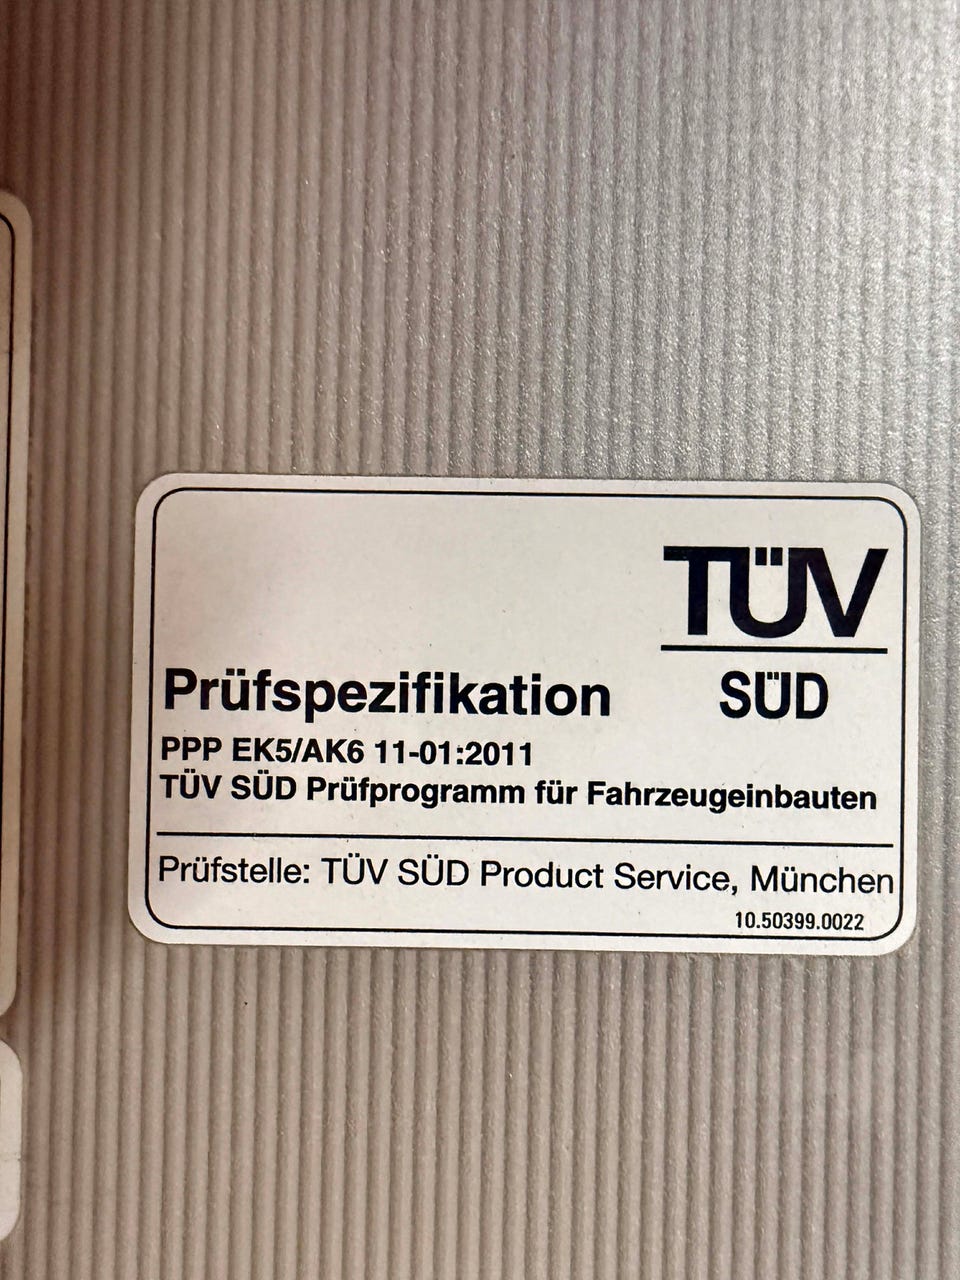 TÜV
SÜD
Prüfspezifikation
PPP EK5/AK6 11-01:2011
TÜV SÜD Prüfprogramm für Fahrzeugeinbauten
Prüfstelle: TÜV SÜD Product Service, München
10.50399.0022